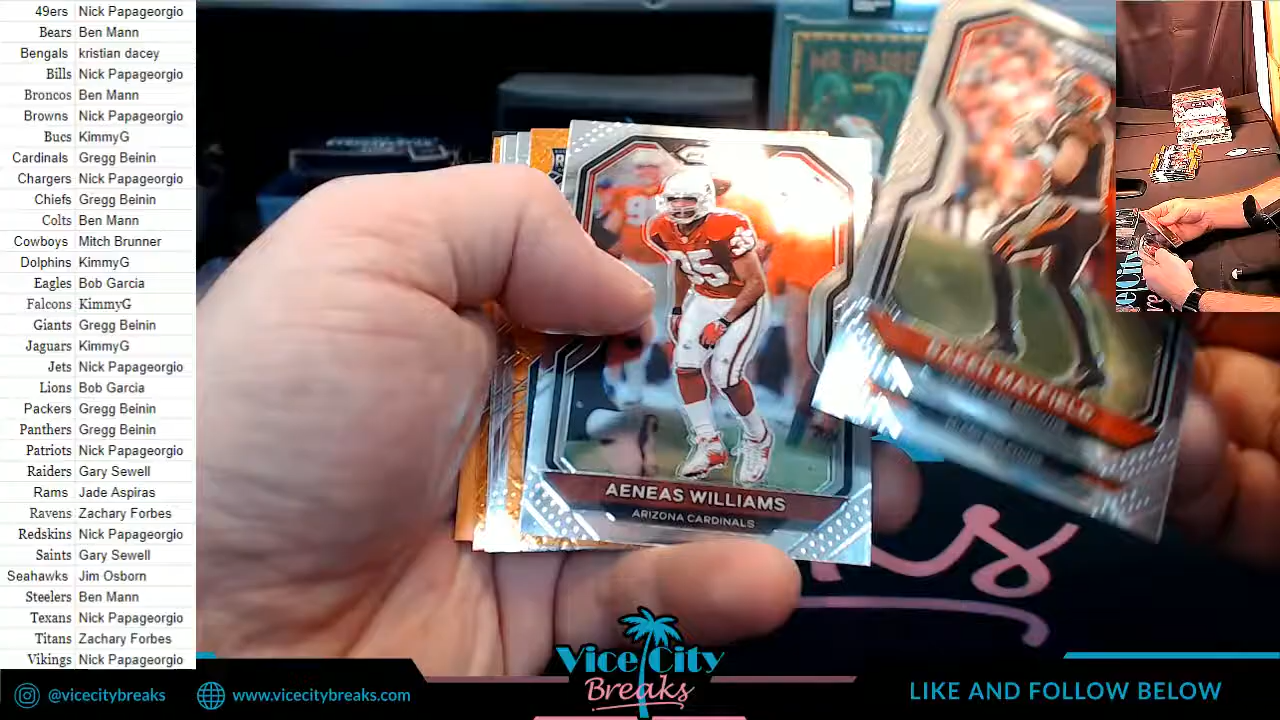 49ers Nick Papageorgio
Bears Ben Mann
Bengals kristian dacey
Bills Nick Papageorgio
Broncos Ben Mann
Browns Nick Papageorgio
Bucs KimmyG
Cardinals Gregg Beinin
Chargers Nick Papageorgio
Chiefs Gregg Beinin
Colts Ben Mann
Cowboys Mitch Brunner
Dolphins KimmyG
Eagles Bob Garcia
Falcons KimmyG
Giants Gregg Beinin
Jaguars KimmyG
Jets Nick Papageorgio
Lions Bob Garcia
Packers Gregg Beinin
Panthers Gregg Beinin
Patriots Nick Papageorgio
Raiders Gary Sewell
Rams Jade Aspiras
Ravens Zachary Forbes
Redskins Nick Papageorgio
Saints Gary Sewell
Seahawks Jim Osborn
Steelers Ben Mann
Texans Nick Papageorgio
Titans Zachary Forbes
Vikings Nick Papageorgio
MR.
35
35
AENEAS WILLIAMS
ARIZONA CARDINALS
BAKER MAYFIELD
Vice City
Breaks
@vicecitybreaks
www.vicecitybreaks.com
LIKE AND FOLLOW BELOW